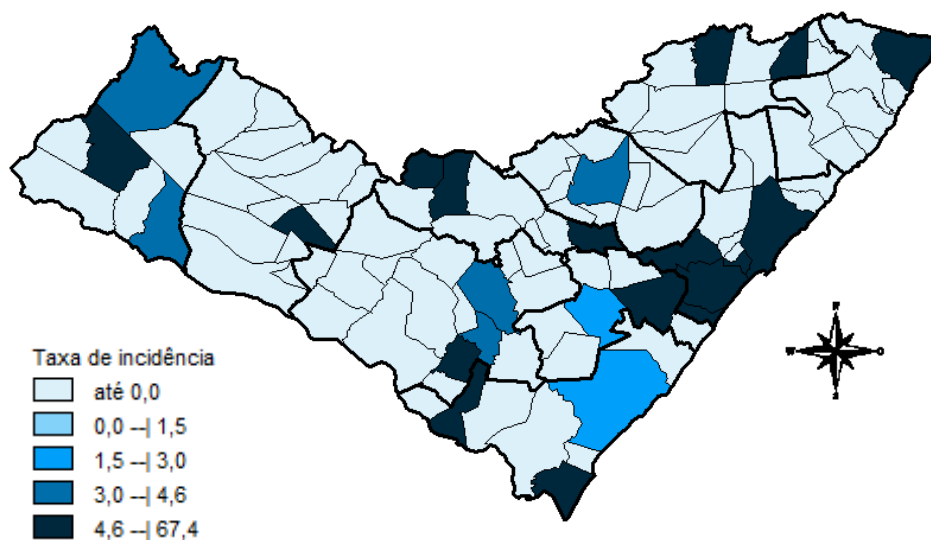 N
W
O
S
Taxa de incidência
até 0,0
0,0 --| 1,5
1,5 --| 3,0
3,0 --| 4,6
4,6 --| 67,4